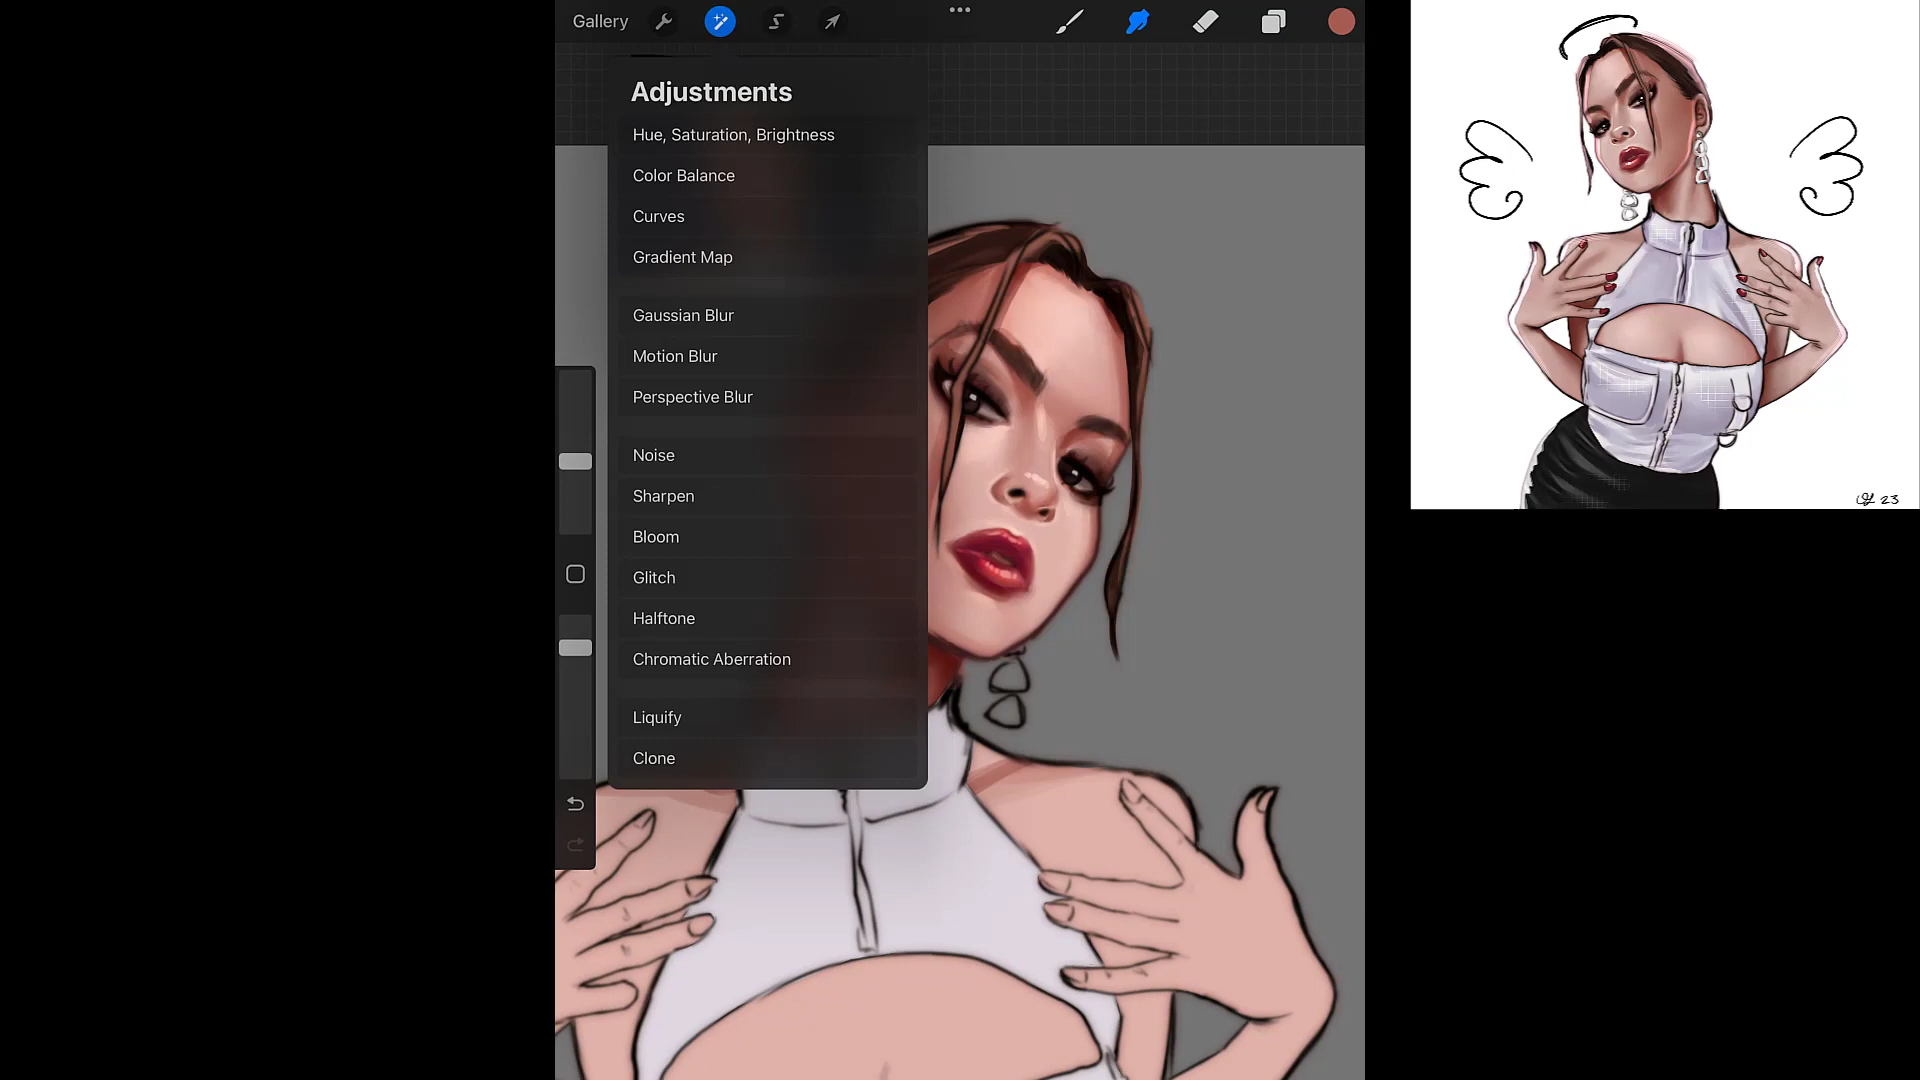 Gallery
Adjustments
Hue, Saturation, Brightness
Color Balance
Curves
Gradient Map
Gaussian Blur
Motion Blur
Perspective Blur
Noise
Sharpen
Bloom
Glitch
Halftone
Chromatic Aberration
Liquify
Clone
23